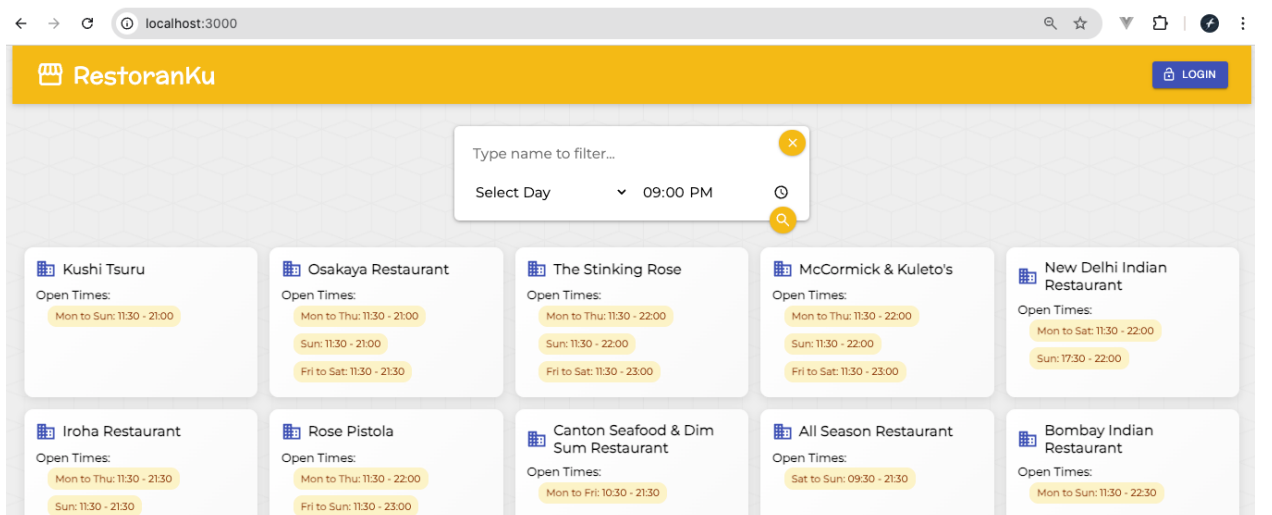 localhost:3000
RestoranKu
LOGIN
Type name to filter...
Select Day
09:00 PM
Kushi Tsuru
Open Times:
Mon to Sun: 11:30 - 21:00
Osakaya Restaurant
Open Times:
Mon to Thu: 11:30 - 21:00
Sun: 11:30 - 21:00
Fri to Sat: 11:30 - 21:30
The Stinking Rose
Open Times:
Mon to Thu: 11:30 - 22:00
Sun: 11:30 - 22:00
Fri to Sat: 11:30 - 23:00
McCormick & Kuleto's
Open Times:
Mon to Thu: 11:30 - 22:00
Sun: 11:30 - 22:00
Fri to Sat: 11:30 - 23:00
New Delhi Indian
Restaurant
Open Times:
Mon to Sat: 11:30 - 22:00
Sun: 17:30 - 22:00
Iroha Restaurant
Open Times:
Mon to Thu: 11:30 - 21:30
Sun: 11:30 - 21:30
Rose Pistola
Open Times:
Mon to Thu: 11:30 - 22:00
Fri to Sun: 11:30 - 23:00
Canton Seafood & Dim
Sum Restaurant
Open Times:
Mon to Fri: 10:30 - 21:30
All Season Restaurant
Open Times:
Sat to Sun: 09:30 - 21:30
Bombay Indian
Restaurant
Open Times:
Mon to Sun: 11:30 - 22:30